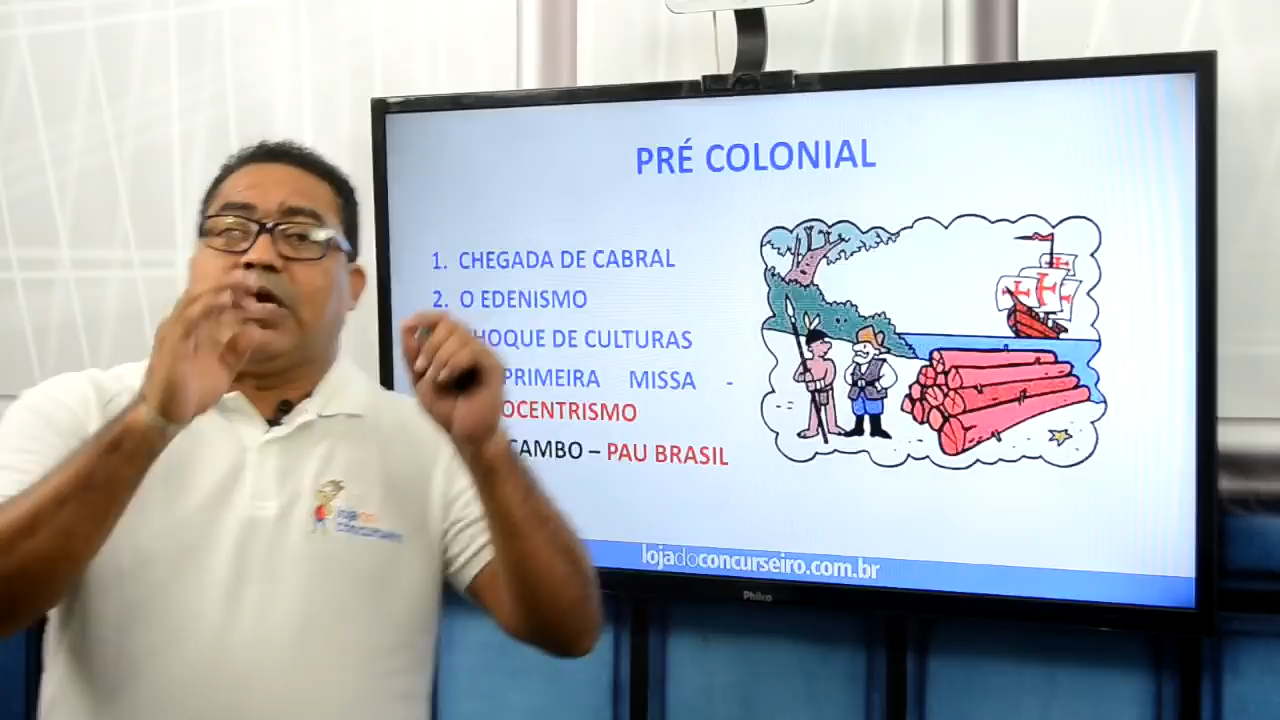 PRÉ COLONIAL
1. CHEGADA DE CABRAL
2. O EDENISMO
HOQUE DE CULTURAS
PRIMEIRA MISSA -
OCENTRISMO
CAMBO – PAU BRASIL
lojadoconcurseiro.com.br
Philco